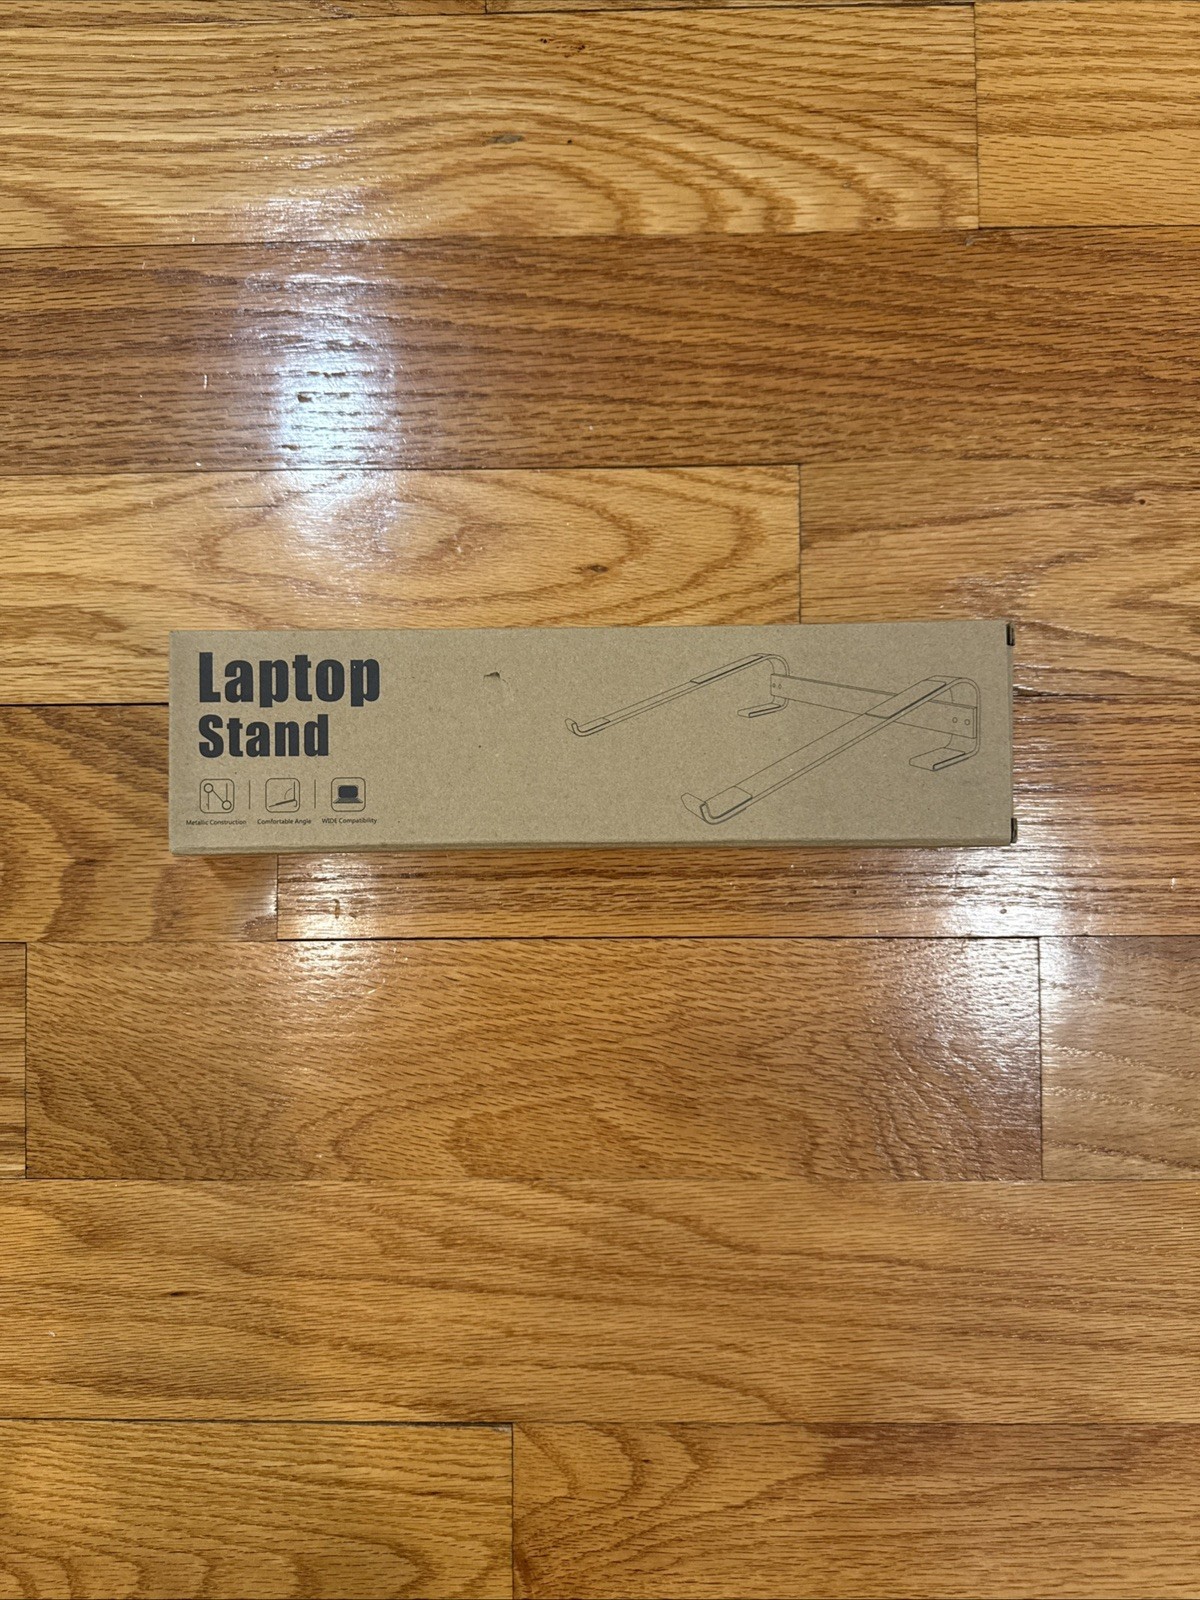 Laptop
Stand
Metallic Construction
Comfortable Angle
WIDE Compatibility